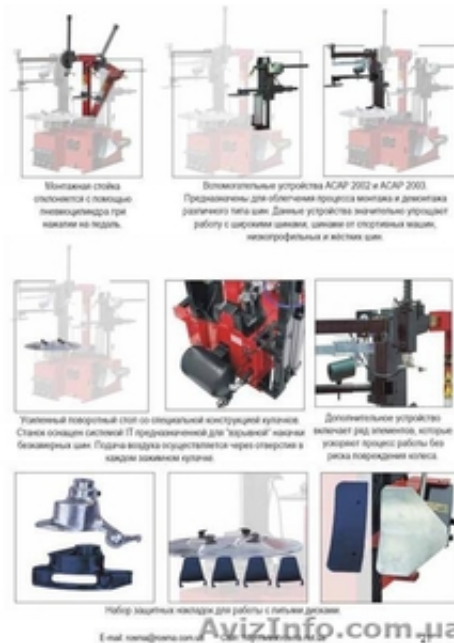 Монтажная стойка
отклоняется с помощью
пневмоцилиндра при
нажатии на педаль.
Вспомогательные устройства ACAP 2002 и ACAP 2003.
Предназначены для облегчения процесса монтажа и демонтажа
различного типа шин. Данные устройства значительно упрощают
работу с широкими шинами, шинами от спортивных машин,
низкопрофильных и жёстких шин.
Усиленный поворотный стол со специальной конструкцией кулачков.
Станок оснащен системой IT предназначенной для "взрывной" накачки
безкамерных шин. Подача воздуха осуществляется через отверстия в
каждом зажимном кулачке.
Дополнительное устройство
включает ряд элементов, которые
ускоряют процесс работы без
риска повреждения колеса.
Набор защитных накладок для работы с литыми дисками.
E-mail:
AvizInfo.com.ua